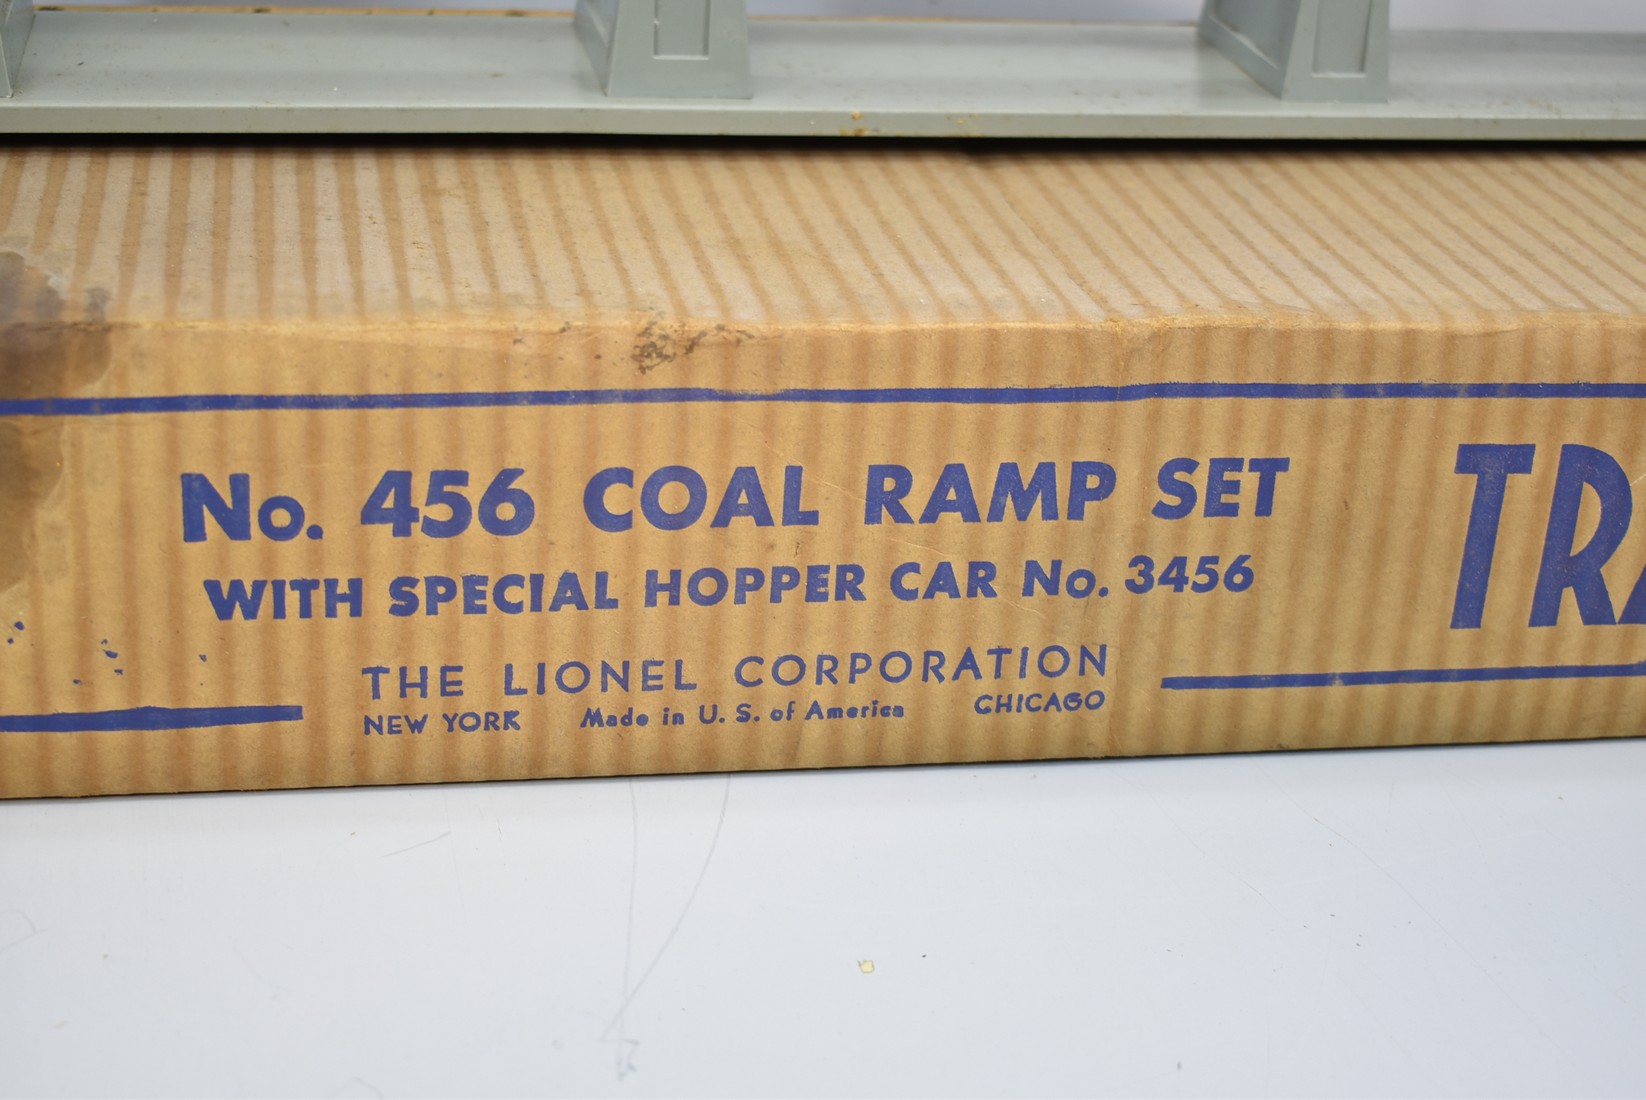 No. 456 COAL RAMP SET
WITH SPECIAL HOPPER CAR No. 3456
THE LIONEL CORPORATION
NEW YORK Made in U. S. of America CHICAGO